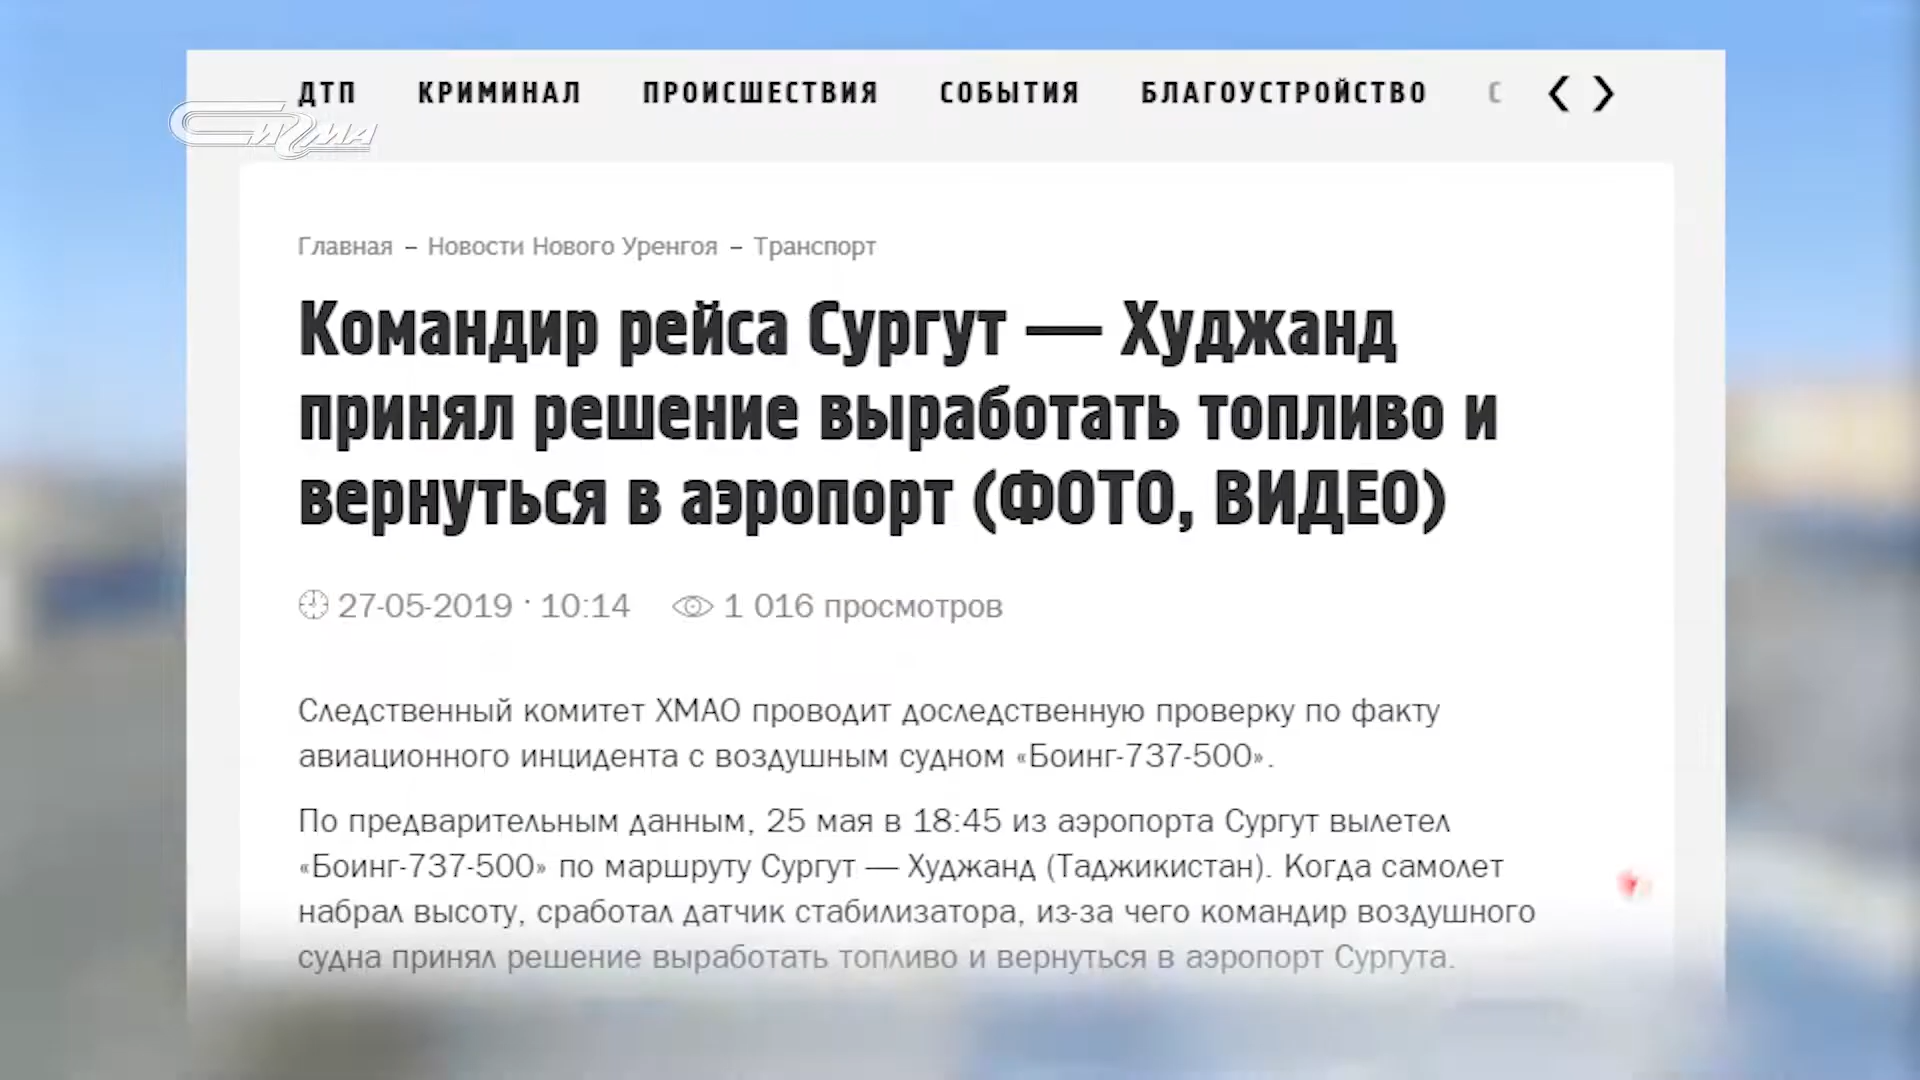 ДТП КРИМИНАЛ ПРОИСШЕСТВИЯ СОБЫТИЯ БЛАГОУСТРОЙСТВО С
СИГМА
Главная – Новости Нового Уренгоя – Транспорт
Командир рейса Сургут — Худжанд
принял решение выработать топливо и
вернуться в аэропорт (ФОТО, ВИДЕО)
27-05-2019 · 10:14 1 016 просмотров
Следственный комитет ХМАО проводит доследственную проверку по факту
авиационного инцидента с воздушным судном «Боинг-737-500».
По предварительным данным, 25 мая в 18:45 из аэропорта Сургут вылетел
«Боинг-737-500» по маршруту Сургут — Худжанд (Таджикистан). Когда самолет
набрал высоту, сработал датчик стабилизатора, из-за чего командир воздушного
судна принял решение выработать топливо и вернуться в аэропорт Сургута.